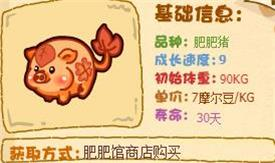 基础信息:
品种: 肥肥猪
成长速度: 9
初始体重: 90KG
单价: 7摩尔豆/KG
寿命: 30天
获取方式: 肥肥馆商店购买